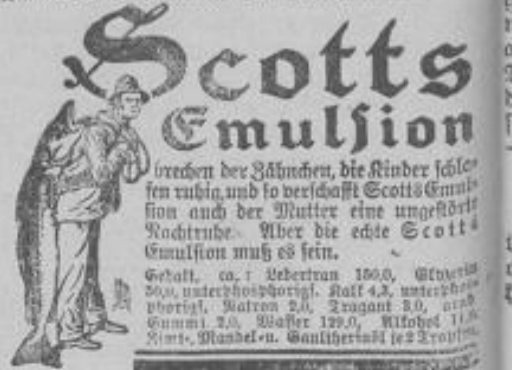 Scotts
Emulsion
brechen der Zähnchen, die Kinder schla-
fen ruhig, und so verschafft Scotts Emul-
sion auch der Mutter eine ungestörte
Nachtruhe. Aber die echte Scotts
Emulsion muß es sein.
Gehalt, ca.: Lebertran 150,0, Glyzerin
50,0, unterphosphorigs. Kalk 4,3, unterphos-
phorigs. Natron 2,0, Tragant 3,0, arab.
Gummi 2,0, Wasser 129,0, Alkohol
Zimt-, Mandel- u. Gaultheriaöl je 2 Tropfen.